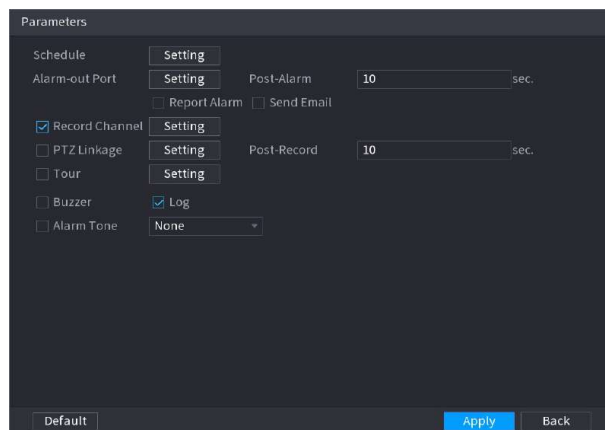 Parameters
Schedule Setting
Alarm-out Port Setting Post-Alarm 10 sec.
Report Alarm Send Email
Record Channel Setting
PTZ Linkage Setting Post-Record 10 sec.
Tour Setting
Buzzer Log
Alarm Tone None
Default Apply Back